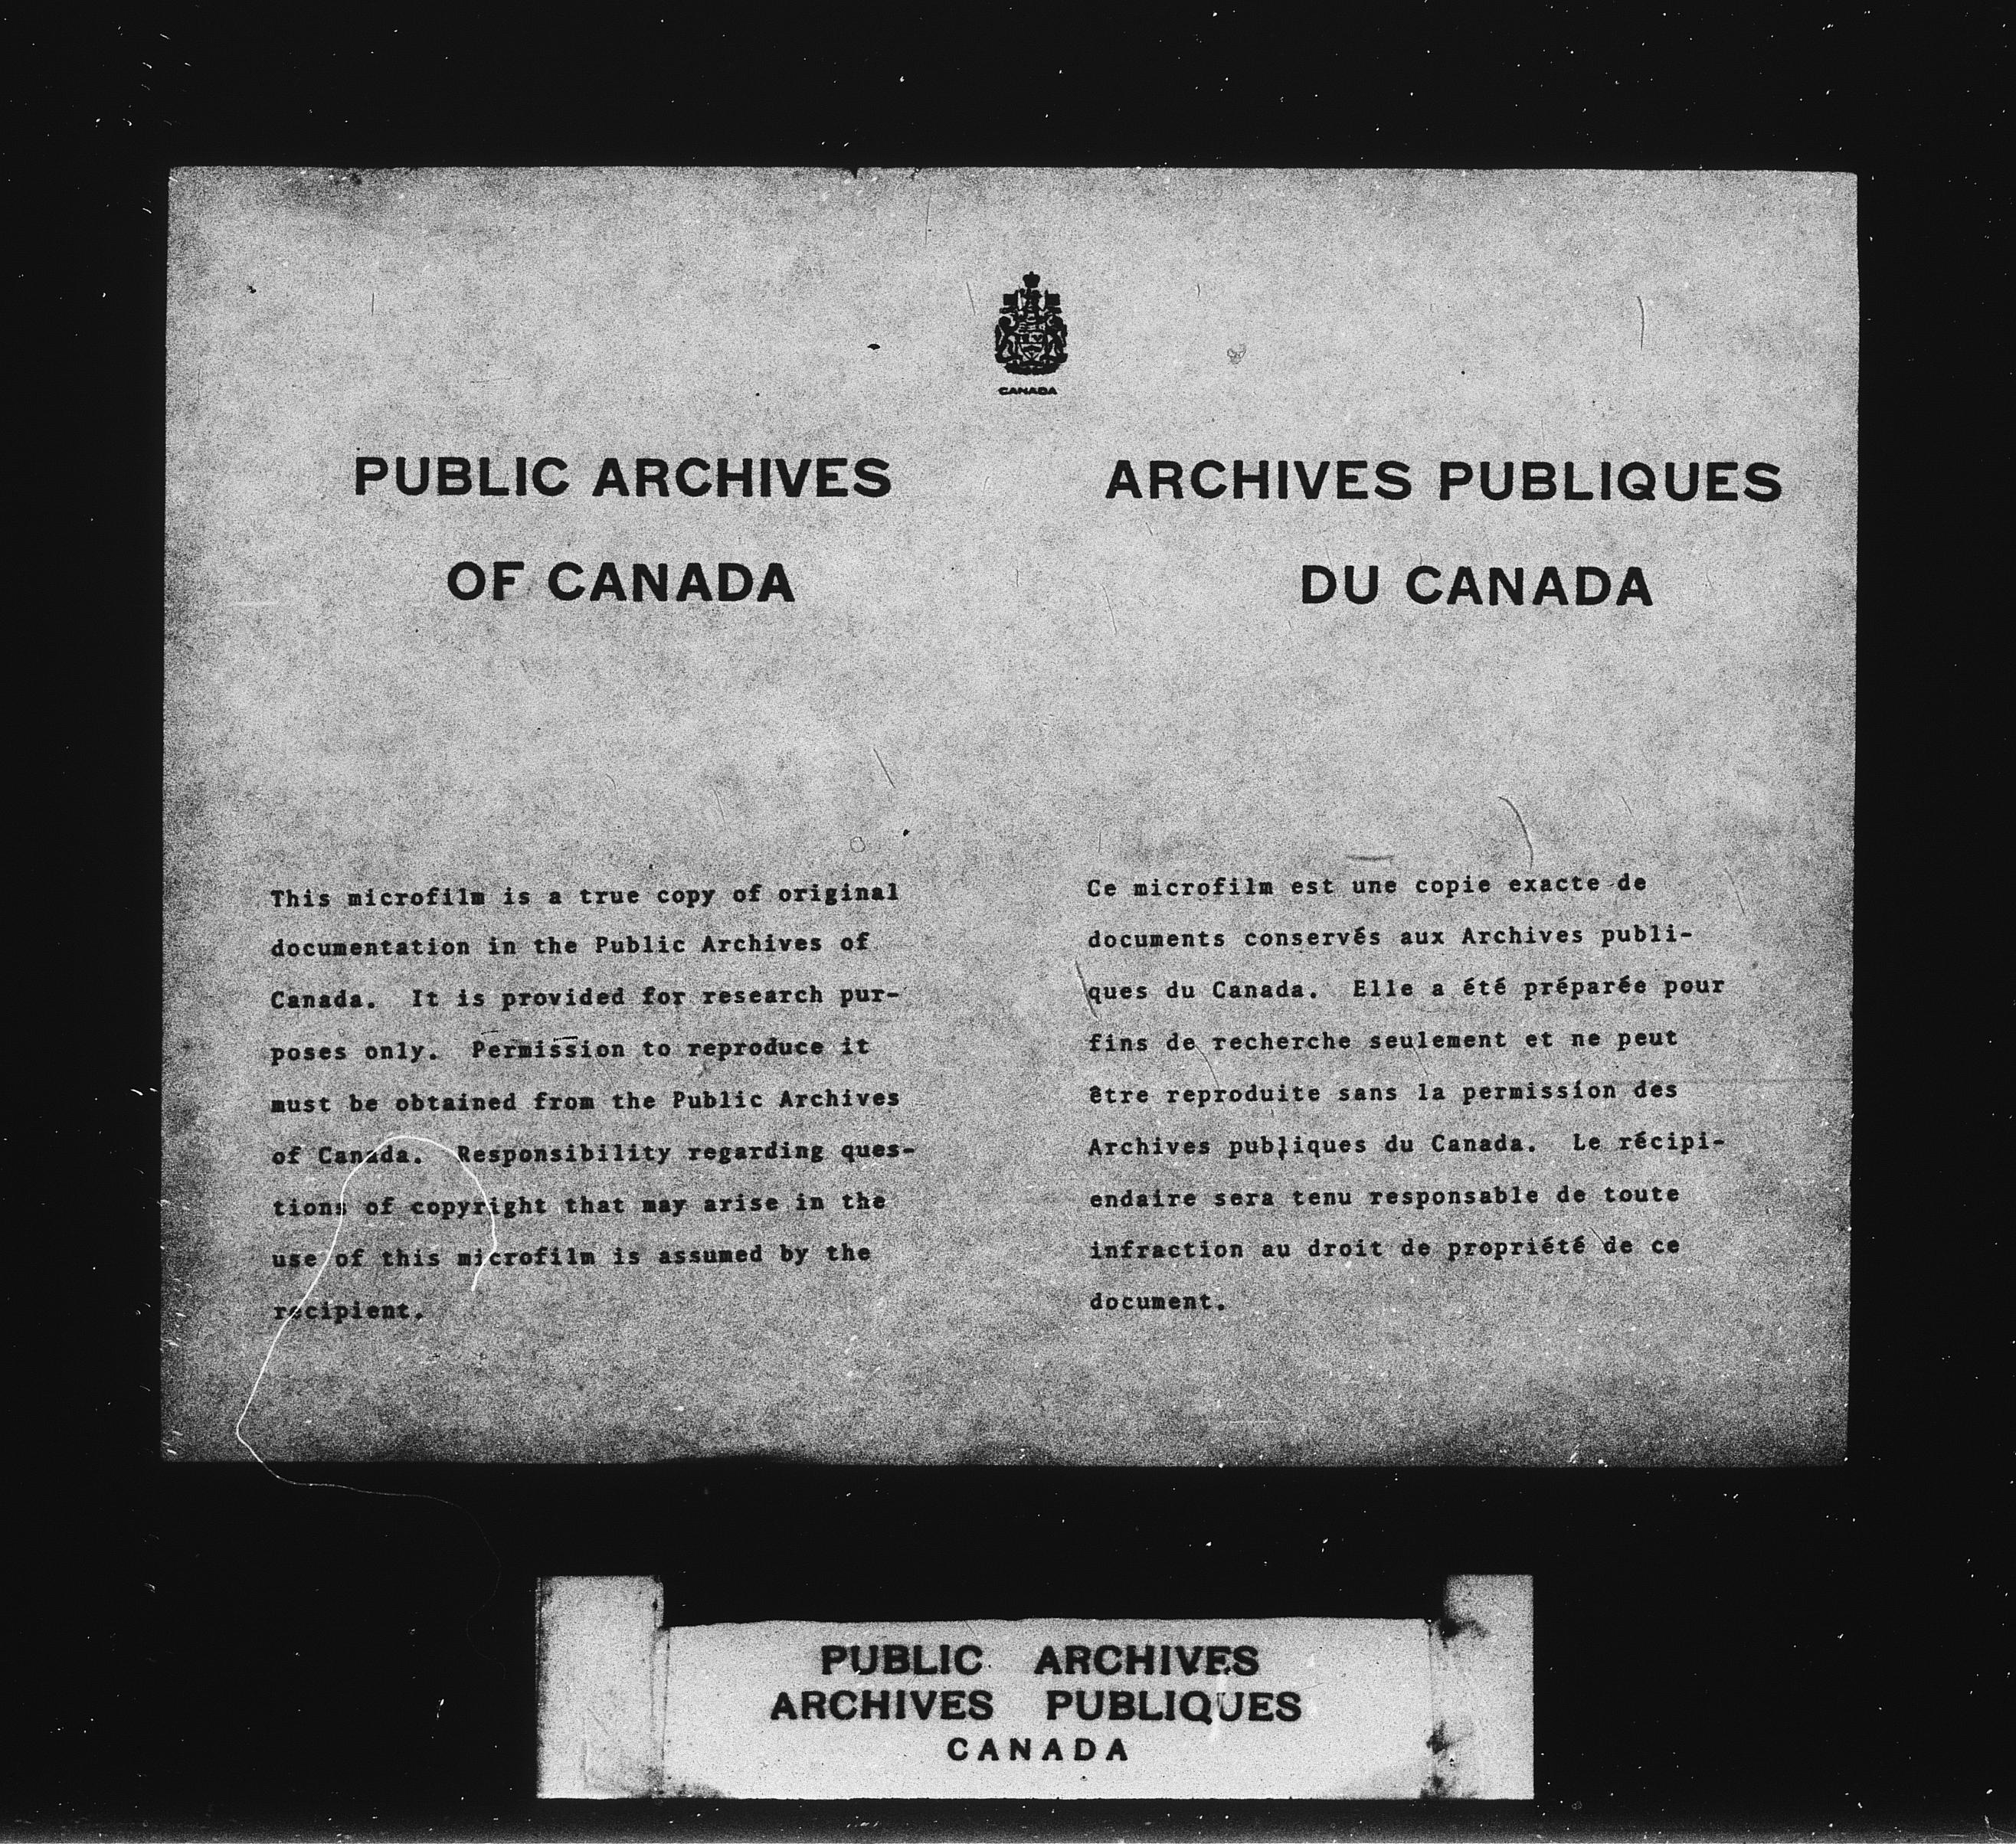 CANADA
PUBLIC ARCHIVES
OF CANADA
This microfilm is a true copy of original
documentation in the Public Archives of
Canada. It is provided for research pur-
poses only. Permission to reproduce it
must be obtained from the Public Archives
of Canada. Responsibility regarding ques-
tions of copyright that may arise in the
use of this microfilm is assumed by the
recipient.
ARCHIVES PUBLIQUES
DU CANADA
Ce microfilm est une copie exacte de
documents conservés aux Archives publi-
ques du Canada. Elle a été préparée pour
fins de recherche seulement et ne peut
être reproduite sans la permission des
Archives publiques du Canada. Le récipi-
endaire sera tenu responsable de toute
infraction au droit de propriété de ce
document.
PUBLIC ARCHIVES
ARCHIVES PUBLIQUES
CANADA